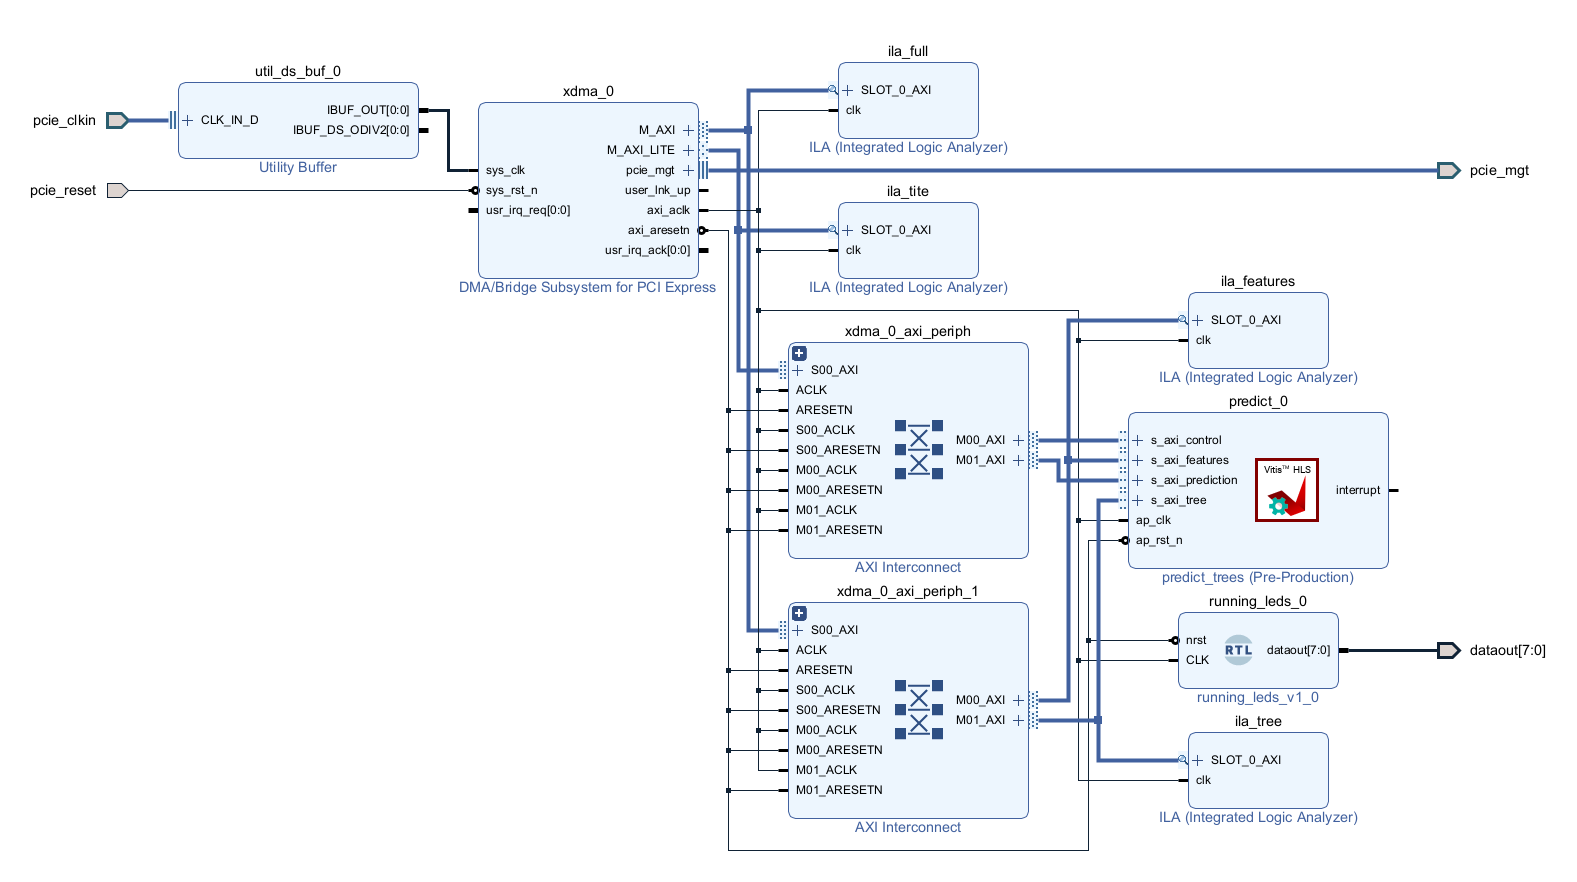 util_ds_buf_0
pcie_clkin
CLK_IN_D
IBUF_OUT[0:0]
IBUF_DS_ODIV2[0:0]
Utility Buffer
pcie_reset
xdma_0
sys_clk
sys_rst_n
usr_irq_req[0:0]
M_AXI
M_AXI_LITE
pcie_mgt
user_lnk_up
axi_aclk
axi_aresetn
usr_irq_ack[0:0]
DMA/Bridge Subsystem for PCI Express
ila_full
SLOT_0_AXI
clk
ILA (Integrated Logic Analyzer)
pcie_mgt
ila_tite
SLOT_0_AXI
clk
ILA (Integrated Logic Analyzer)
ila_features
SLOT_0_AXI
clk
ILA (Integrated Logic Analyzer)
xdma_0_axi_periph
S00_AXI
ACLK
ARESETN
S00_ACLK
S00_ARESETN
M00_ACLK
M00_ARESETN
M01_ACLK
M01_ARESETN
M00_AXI
M01_AXI
AXI Interconnect
predict_0
s_axi_control
s_axi_features
s_axi_prediction
s_axi_tree
ap_clk
ap_rst_n
Vitis™ HLS
interrupt
predict_trees (Pre-Production)
xdma_0_axi_periph_1
S00_AXI
ACLK
ARESETN
S00_ACLK
S00_ARESETN
M00_ACLK
M00_ARESETN
M01_ACLK
M01_ARESETN
M00_AXI
M01_AXI
AXI Interconnect
running_leds_0
nrst
CLK
RTL
dataout[7:0]
running_leds_v1_0
dataout[7:0]
ila_tree
SLOT_0_AXI
clk
ILA (Integrated Logic Analyzer)